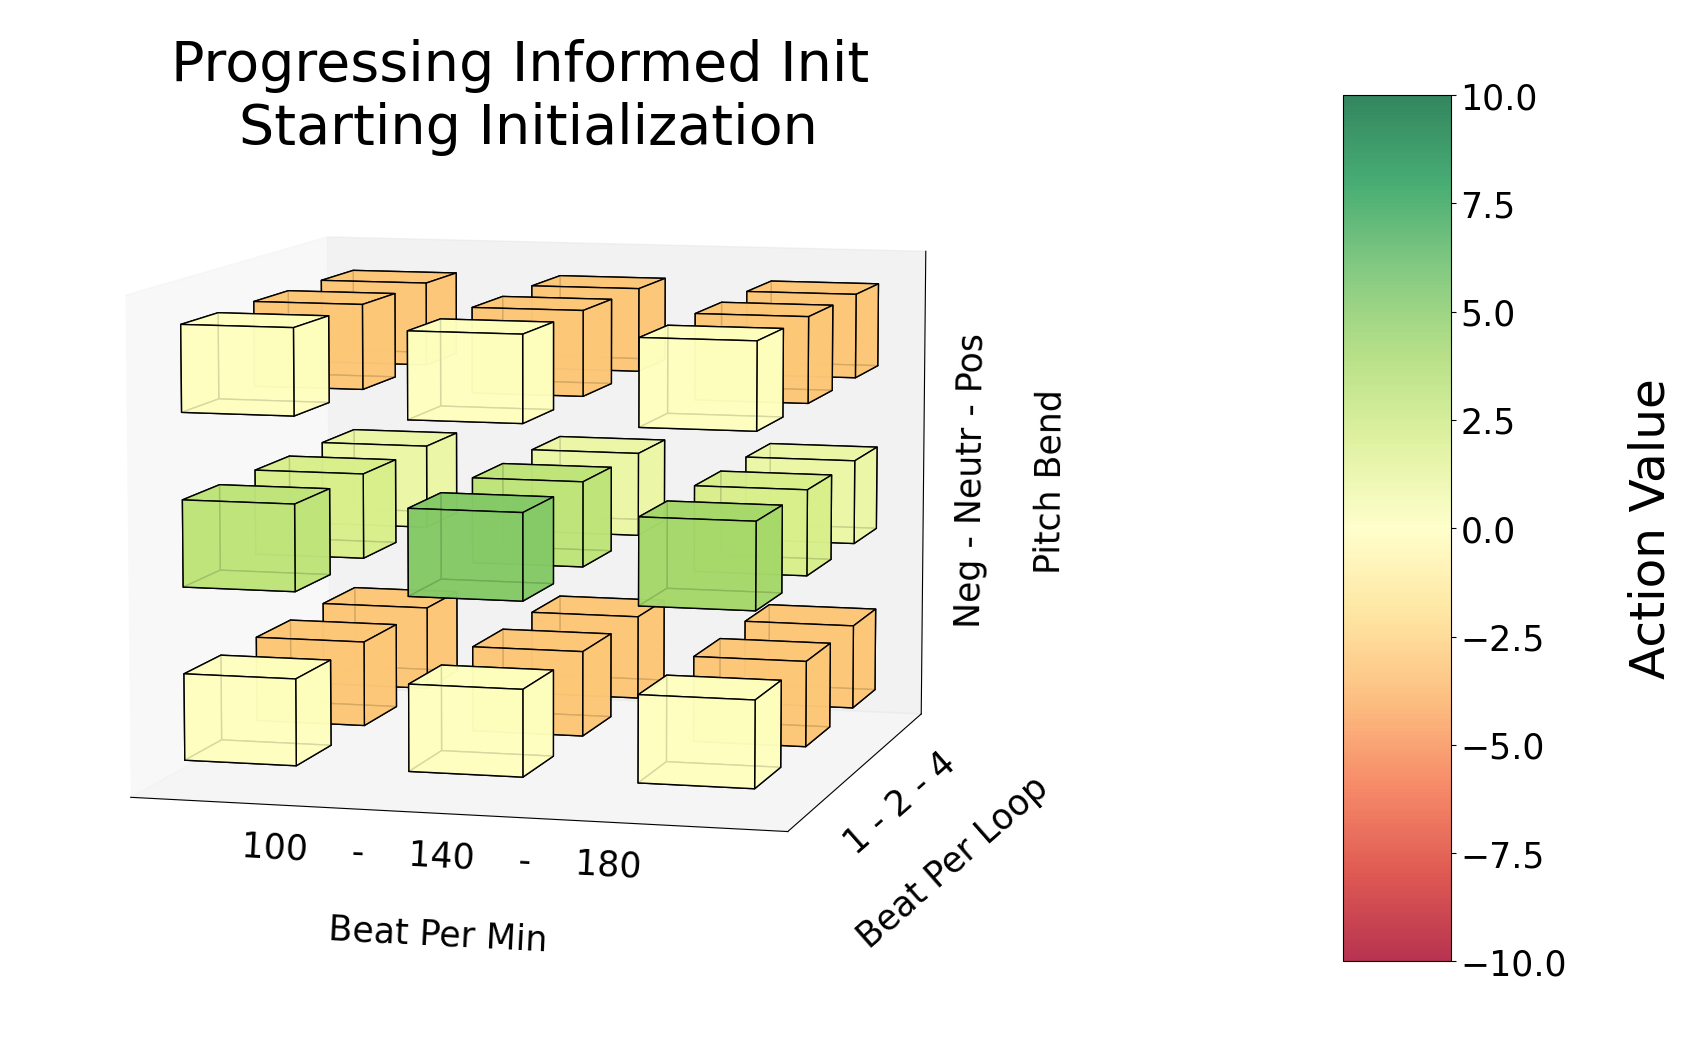 Progressing Informed Init
Starting Initialization
10.0
7.5
5.0
2.5
0.0
−2.5
−5.0
−7.5
−10.0
Action Value
Neg - Neutr - Pos
Pitch Bend
1 - 2 - 4
Beat Per Loop
100 - 140 - 180
Beat Per Min